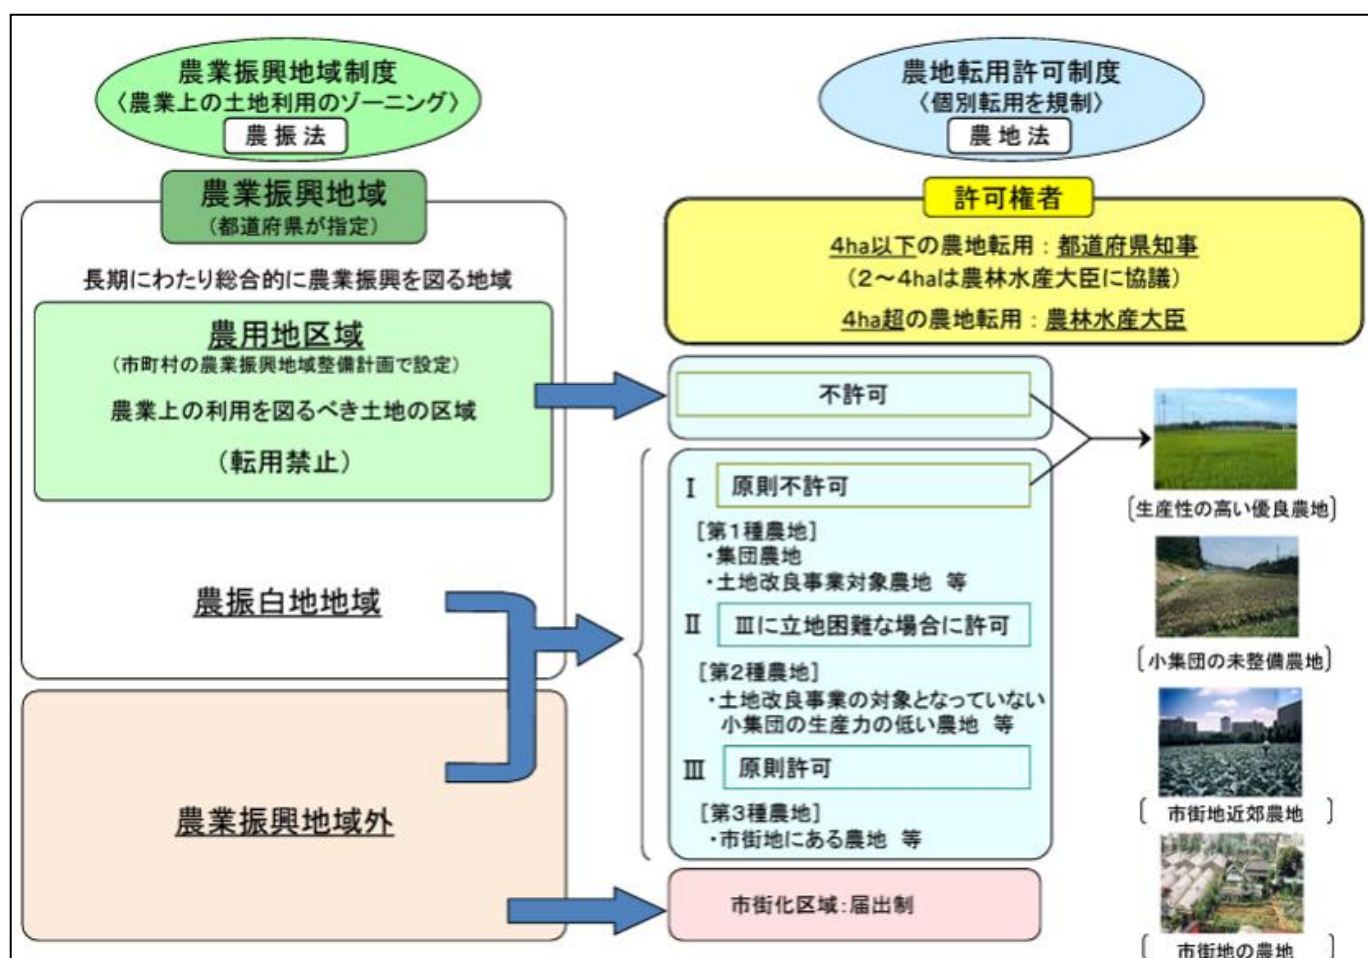 農業振興地域制度
〈農業上の土地利用のゾーニング〉
農振法
農業振興地域
(都道府県が指定)
長期にわたり総合的に農業振興を図る地域
農用地区域
(市町村の農業振興地域整備計画で設定)
農業上の利用を図るべき土地の区域
(転用禁止)
農振白地地域
農業振興地域外
農地転用許可制度
〈個別転用を規制〉
農地法
許可権者
4ha以下の農地転用:都道府県知事
(2～4haは農林水産大臣に協議)
4ha超の農地転用:農林水産大臣
不許可
Ⅰ 原則不許可
[第1種農地]
・集団農地
・土地改良事業対象農地 等
Ⅱ Ⅲに立地困難な場合に許可
[第2種農地]
・土地改良事業の対象となっていない
小集団の生産力の低い農地 等
Ⅲ 原則許可
[第3種農地]
・市街地にある農地 等
市街化区域:届出制
〔生産性の高い優良農地〕
〔小集団の未整備農地〕
〔 市街地近郊農地 〕
〔 市街地の農地 〕